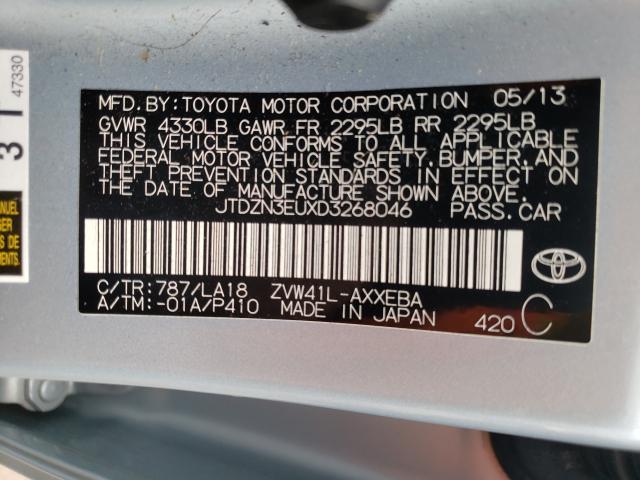 MFD. BY: TOYOTA MOTOR CORPORATION 05/13
GVWR 4330LB GAWR FR 2295LB RR 2295LB
THIS VEHICLE CONFORMS TO ALL APPLICABLE
FEDERAL MOTOR VEHICLE SAFETY, BUMPER, AND
THEFT PREVENTION STANDARDS IN EFFECT ON
THE DATE OF MANUFACTURE SHOWN ABOVE.
JTDZN3EUXD3268046 PASS. CAR
C/TR: 787/LA18 ZVW41L-AXXEBA
A/TM: -01A/P410 MADE IN JAPAN
420 C
47330
3 1